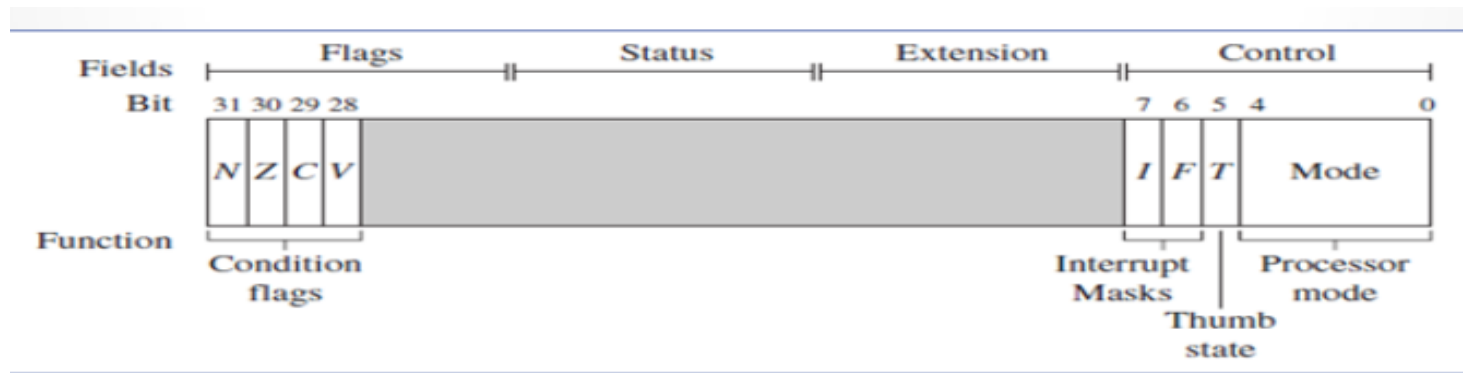 Fields Flags Status Extension Control
Bit 31 30 29 28 7 6 5 4 0
N Z C V I F T Mode
Function
Condition flags
Interrupt Masks
Thumb state
Processor mode